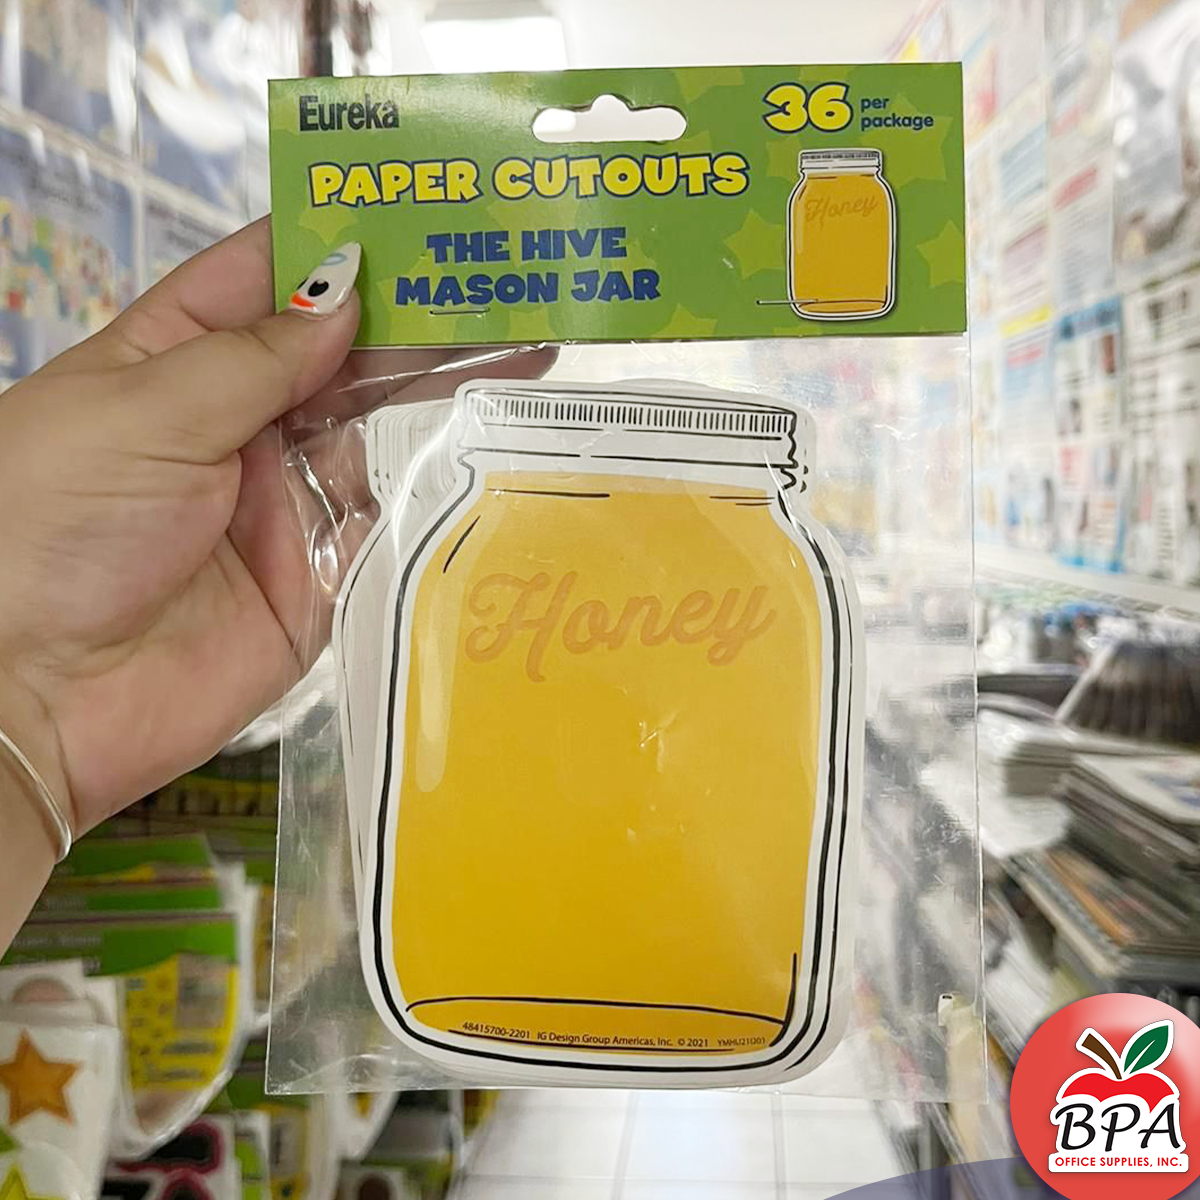 Eureka
36 per
package
PAPER CUTOUTS
THE HIVE
MASON JAR
Honey
Honey
48415700-2201 IG Design Group Americas, Inc. © 2021 YMHU211201
BPA
OFFICE SUPPLIES, INC.